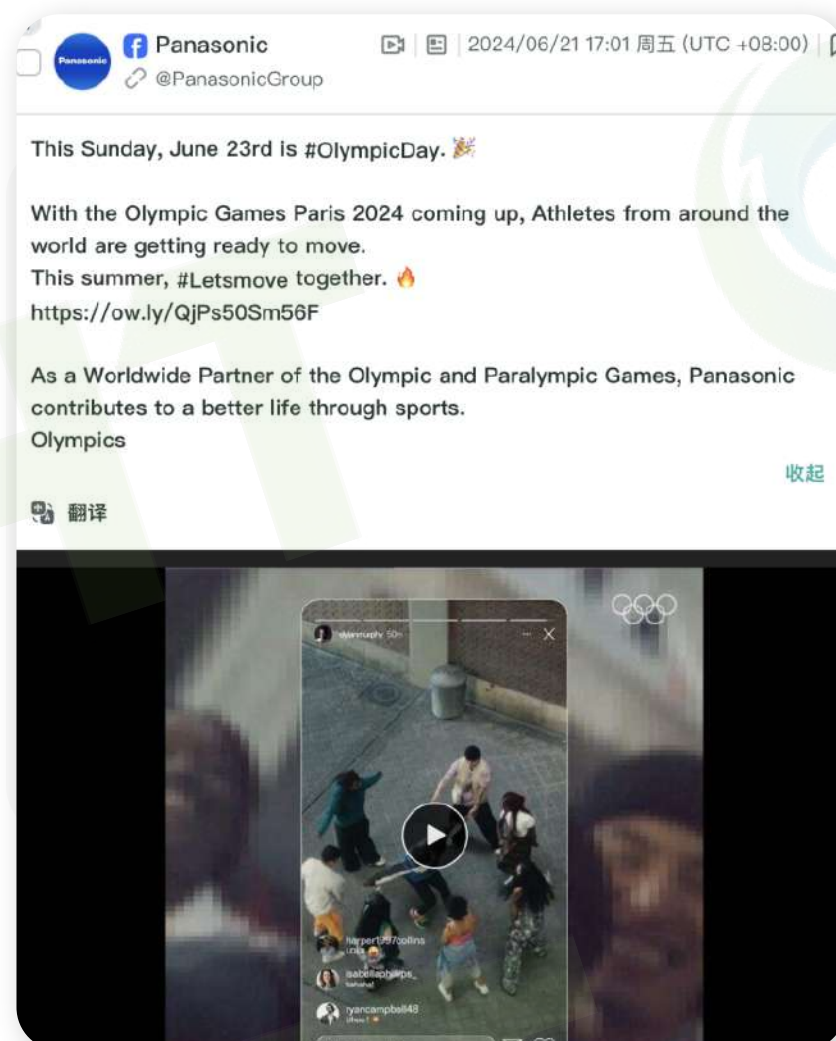 Panasonic
Panasonic
2024/06/21 17:01 周五 (UTC +08:00)
@PanasonicGroup
This Sunday, June 23rd is #OlympicDay. 🎉
With the Olympic Games Paris 2024 coming up, Athletes from around the
world are getting ready to move.
This summer, #Letsmove together. 🔥
https://ow.ly/QjPs50Sm56F
As a Worldwide Partner of the Olympic and Paralympic Games, Panasonic
contributes to a better life through sports.
Olympics
收起
翻译
harper1997collins
isabellaphillips_
hahaha!
ryancampbell48